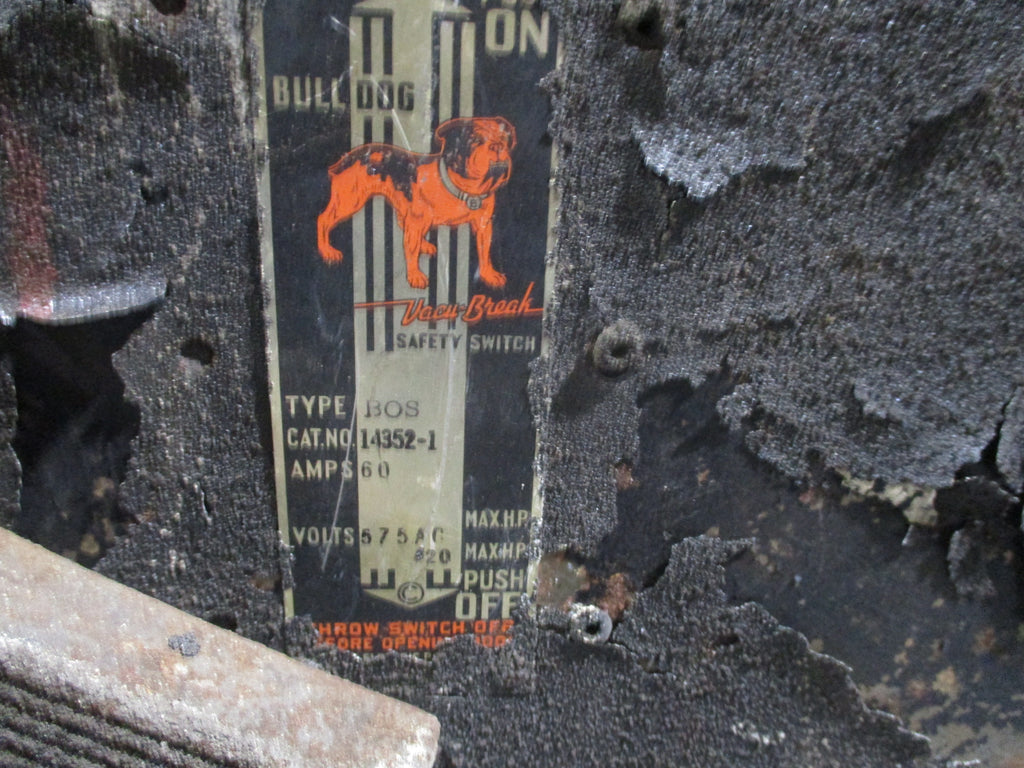 ON
BULL DOG
Vacu-Break
SAFETY SWITCH
TYPE BOS
CAT.NO. 14352-1
AMPS 60
MAX.H.P.
VOLTS 575 AC
MAX.HP.
PUSH
OFF
THROW SWITCH OFF